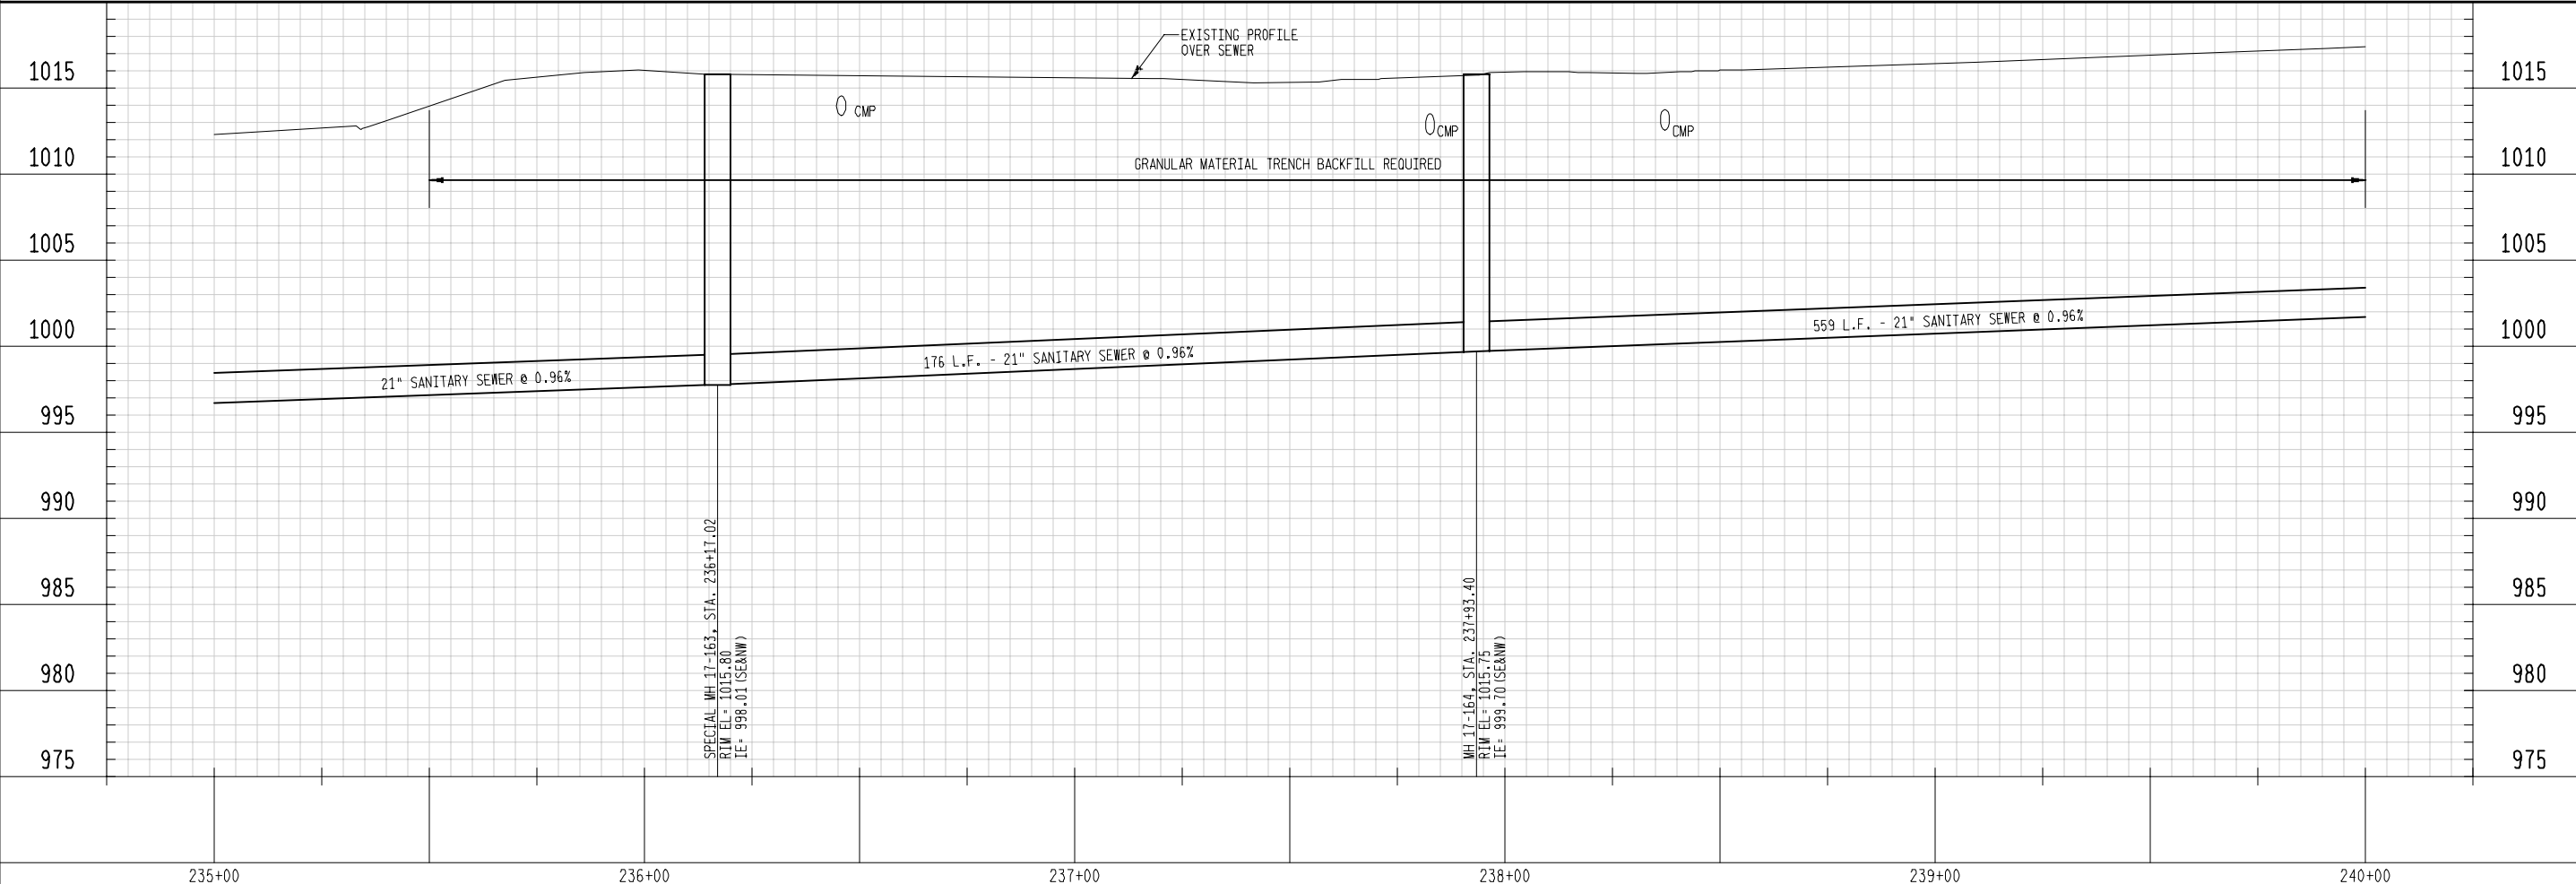 EXISTING PROFILE
OVER SEWER
1015
1015
CMP
CMP
CMP
1010
GRANULAR MATERIAL TRENCH BACKFILL REQUIRED
1010
1005
1005
1000
176 L.F. - 21" SANITARY SEWER @ 0.96%
559 L.F. - 21" SANITARY SEWER @ 0.96%
1000
21" SANITARY SEWER @ 0.96%
995
995
990
990
985
985
980
980
975
975
SPECIAL MH 17-163, STA. 236+17.02
RIM EL= 1015.80
IE= 998.01 (SE&NW)
MH 17-164, STA. 237+93.40
RIM EL= 1015.75
IE= 999.70 (SE&NW)
235+00
236+00
237+00
238+00
239+00
240+00